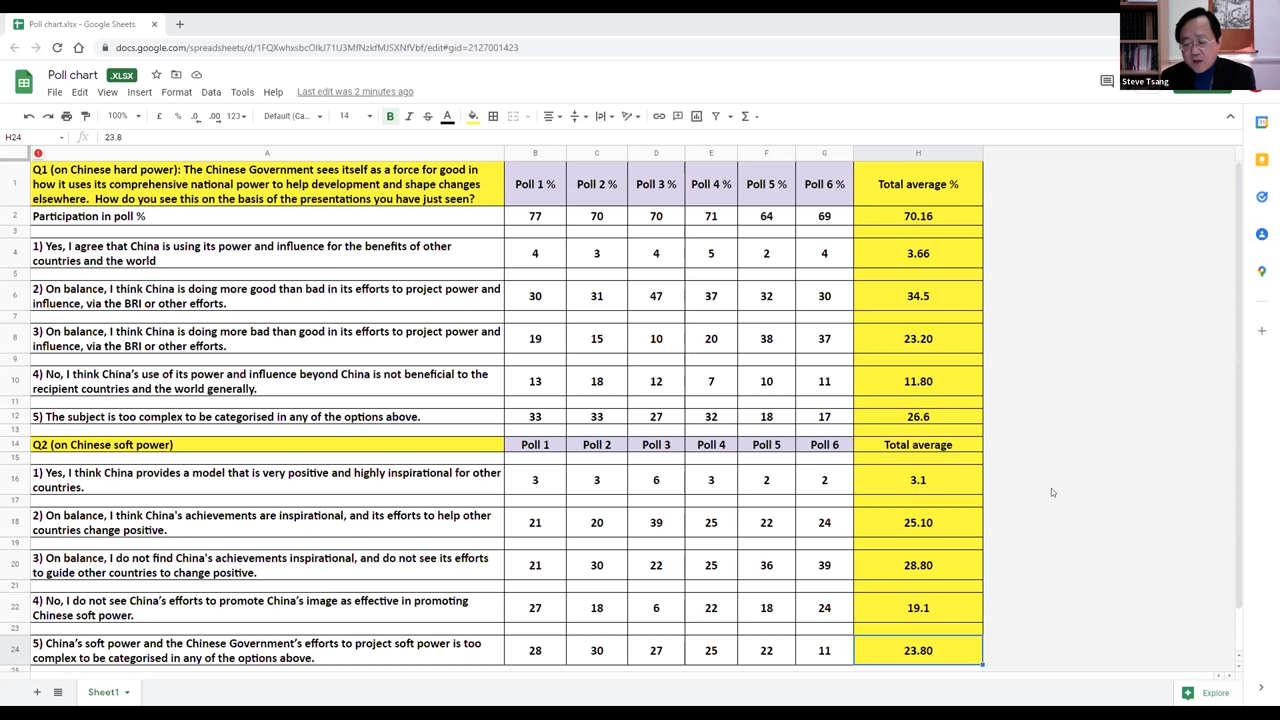 Poll chart.xlsx - Google Sheets
docs.google.com/spreadsheets/d/1FQXwhxsbcOlkJ71U3MfNzkfMJSXNfVbf/edit#gid=2127001423
Steve Tsang
Poll chart .XLSX
File Edit View Insert Format Data Tools Help Last edit was 2 minutes ago
100% £ % .0 .00 123 Default (Ca... 14 B I S A
H24 fx 23.8
A B C D E F G H
1 Q1 (on Chinese hard power): The Chinese Government sees itself as a force for good in
how it uses its comprehensive national power to help development and shape changes
elsewhere. How do you see this on the basis of the presentations you have just seen?
Poll 1 % Poll 2 % Poll 3 % Poll 4 % Poll 5 % Poll 6 % Total average %
2 Participation in poll % 77 70 70 71 64 69 70.16
3
4 1) Yes, I agree that China is using its power and influence for the benefits of other
countries and the world
4 3 4 5 2 4 3.66
5
6 2) On balance, I think China is doing more good than bad in its efforts to project power and
influence, via the BRI or other efforts.
30 31 47 37 32 30 34.5
7
8 3) On balance, I think China is doing more bad than good in its efforts to project power and
influence, via the BRI or other efforts.
19 15 10 20 38 37 23.20
9
10 4) No, I think China's use of its power and influence beyond China is not beneficial to the
recipient countries and the world generally.
13 18 12 7 10 11 11.80
11
12 5) The subject is too complex to be categorised in any of the options above. 33 33 27 32 18 17 26.6
13
14 Q2 (on Chinese soft power) Poll 1 Poll 2 Poll 3 Poll 4 Poll 5 Poll 6 Total average
15
16 1) Yes, I think China provides a model that is very positive and highly inspirational for other
countries.
3 3 6 3 2 2 3.1
17
18 2) On balance, I think China's achievements are inspirational, and its efforts to help other
countries change positive.
21 20 39 25 22 24 25.10
19
20 3) On balance, I do not find China's achievements inspirational, and do not see its efforts
to guide other countries to change positive.
21 30 22 25 36 39 28.80
21
22 4) No, I do not see China's efforts to promote China's image as effective in promoting
Chinese soft power.
27 18 6 22 18 24 19.1
23
24 5) China's soft power and the Chinese Government's efforts to project soft power is too
complex to be categorised in any of the options above.
28 30 27 25 22 11 23.80
25
Sheet1
Explore